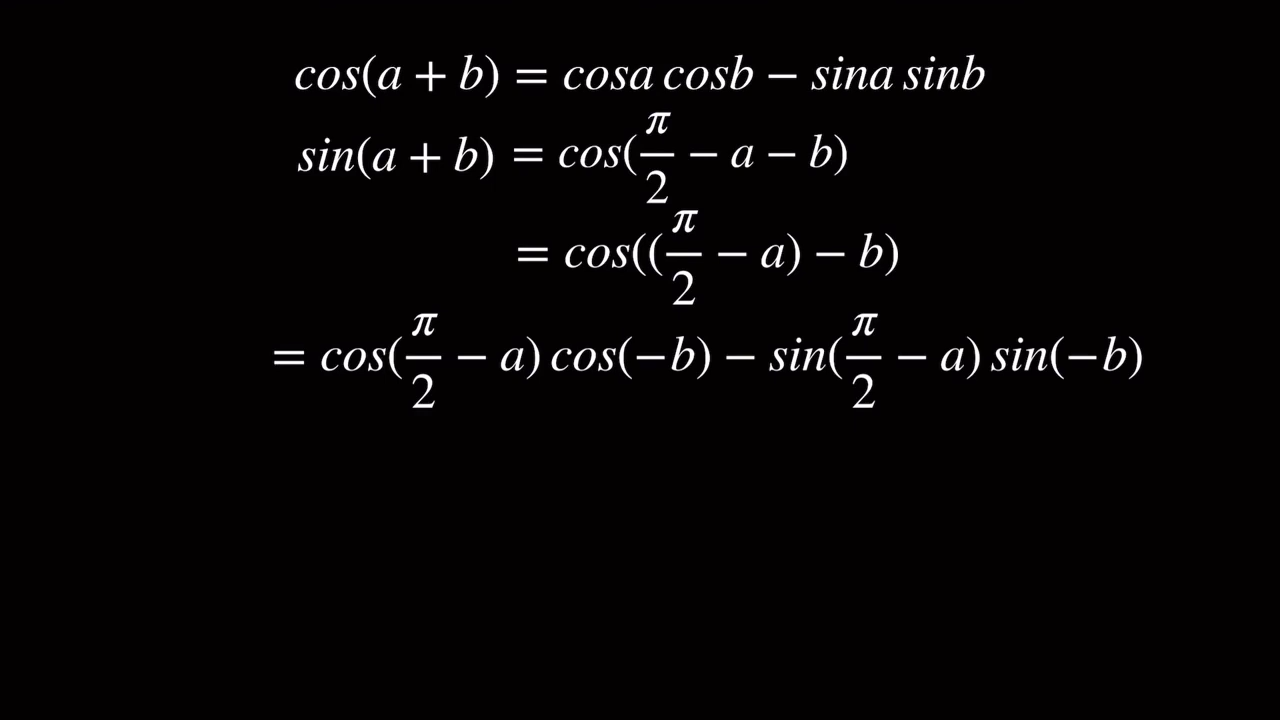 cos(a + b) = cosa cosb − sina sinb
sin(a + b) = cos(π/2 − a − b)
= cos((π/2 − a) − b)
= cos(π/2 − a) cos(−b) − sin(π/2 − a) sin(−b)